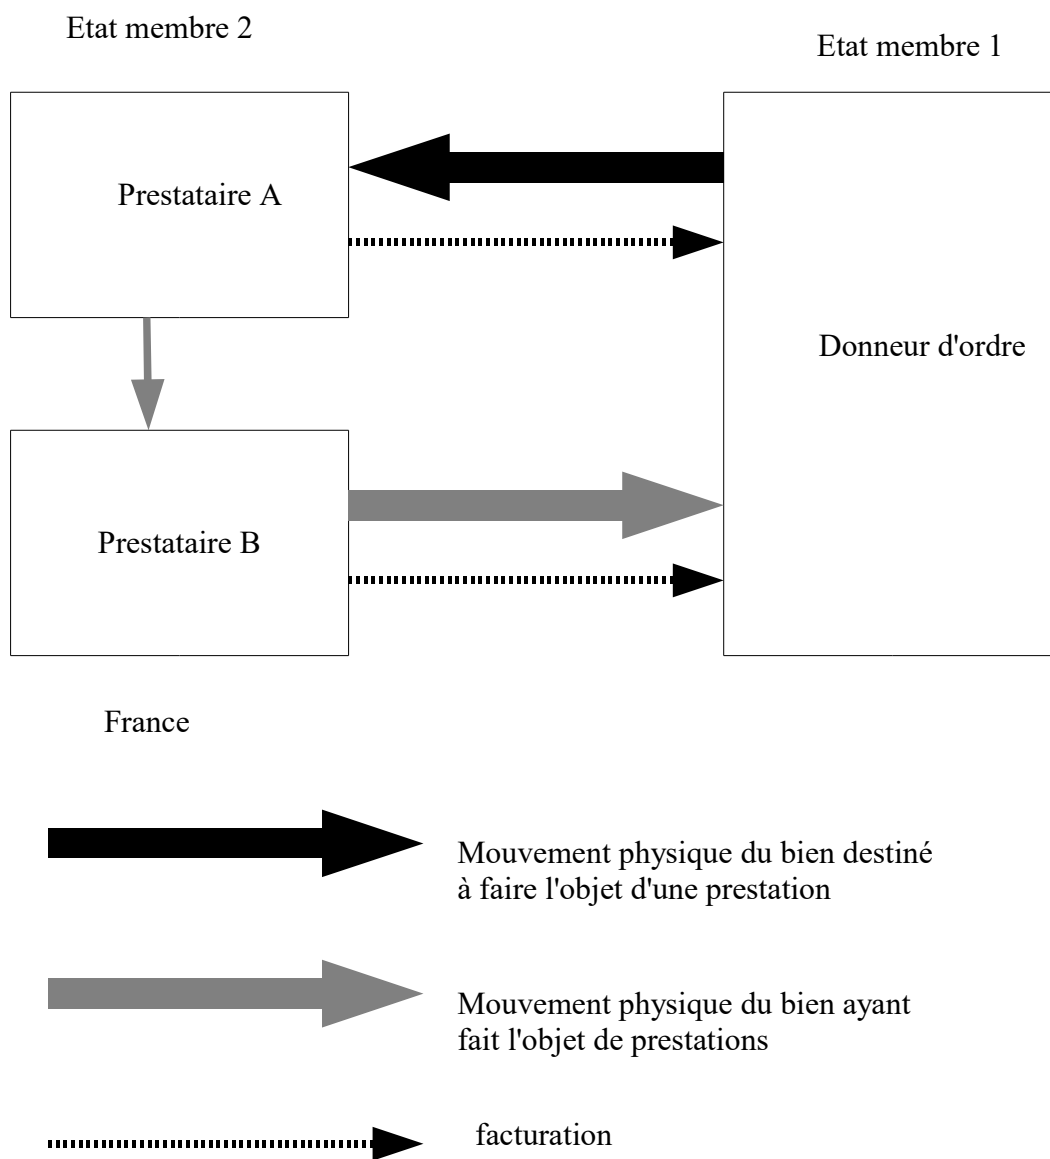 Etat membre 2
Etat membre 1
Prestataire A
Donneur d'ordre
Prestataire B
France
Mouvement physique du bien destiné
à faire l'objet d'une prestation
Mouvement physique du bien ayant
fait l'objet de prestations
facturation